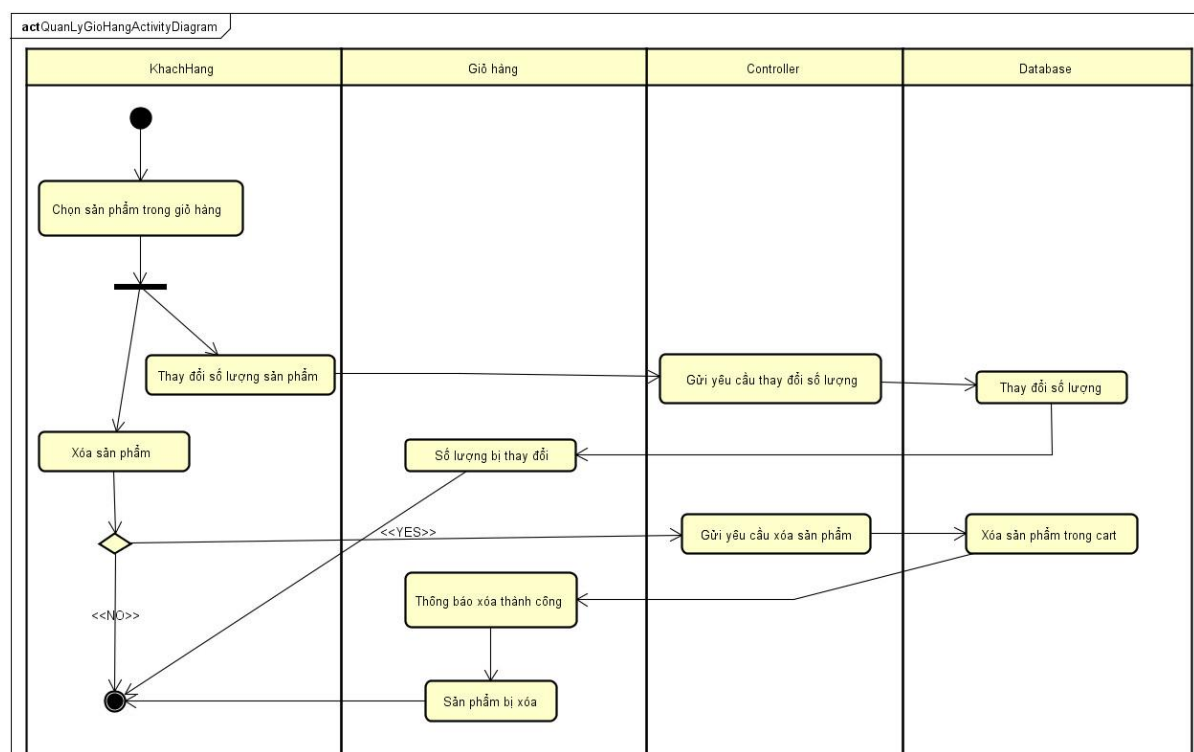 actQuanLyGioHangActivityDiagram
KhachHang
Giỏ hàng
Controller
Database
Chọn sản phẩm trong giỏ hàng
Thay đổi số lượng sản phẩm
Gửi yêu cầu thay đổi số lượng
Thay đổi số lượng
Xóa sản phẩm
Số lượng bị thay đổi
<<YES>>
Gửi yêu cầu xóa sản phẩm
Xóa sản phẩm trong cart
Thông báo xóa thành công
<<NO>>
Sản phẩm bị xóa